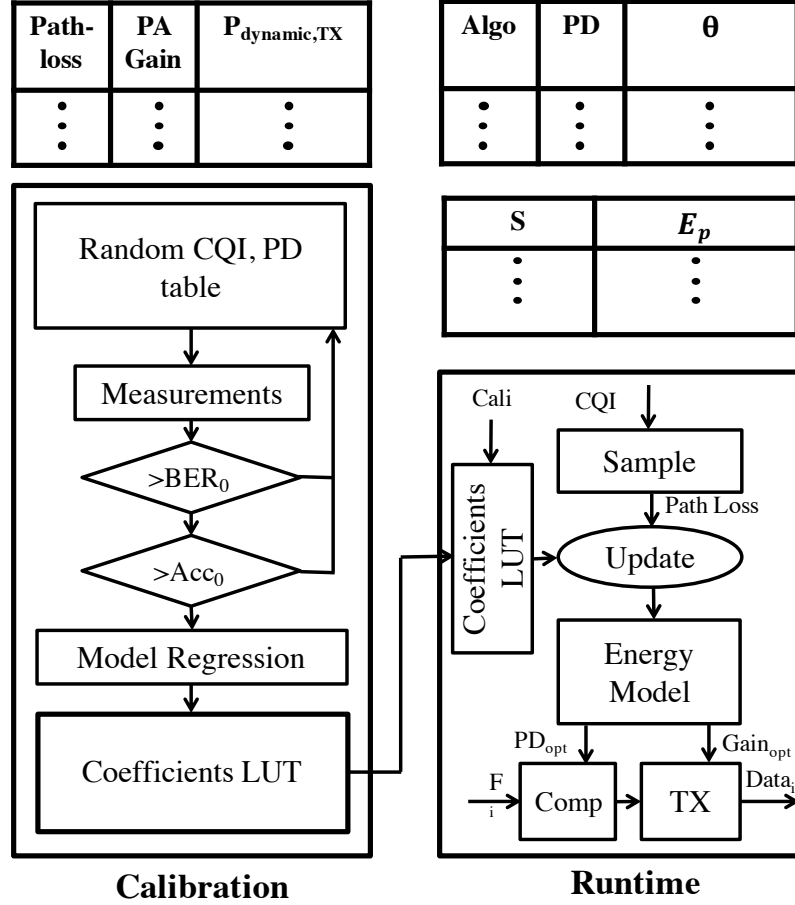 Path-loss
PA Gain
P_dynamic,TX
Algo
PD
θ
S
E_p
Random CQI, PD
table
Measurements
>BER_0
>Acc_0
Model Regression
Coefficients LUT
Calibration
Cali
CQI
Sample
Path Loss
Coefficients
LUT
Update
Energy
Model
PD_opt
Gain_opt
F_i
Comp
TX
Data_i
Runtime